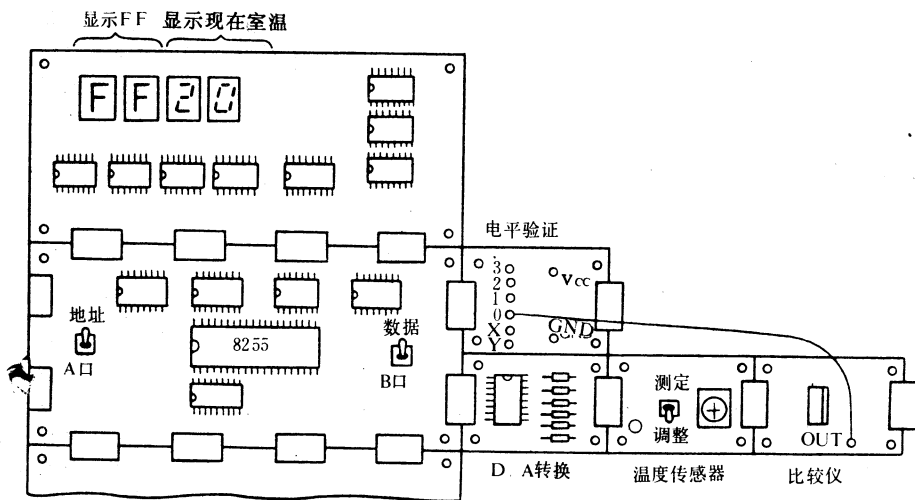 显示FF 显示现在室温
F F 2 0
电平验证
3
2
1
0
X
Y
Vcc
GND
地址
A口
8255
数据
B口
测定
调整
OUT
D A转换
温度传感器
比较仪